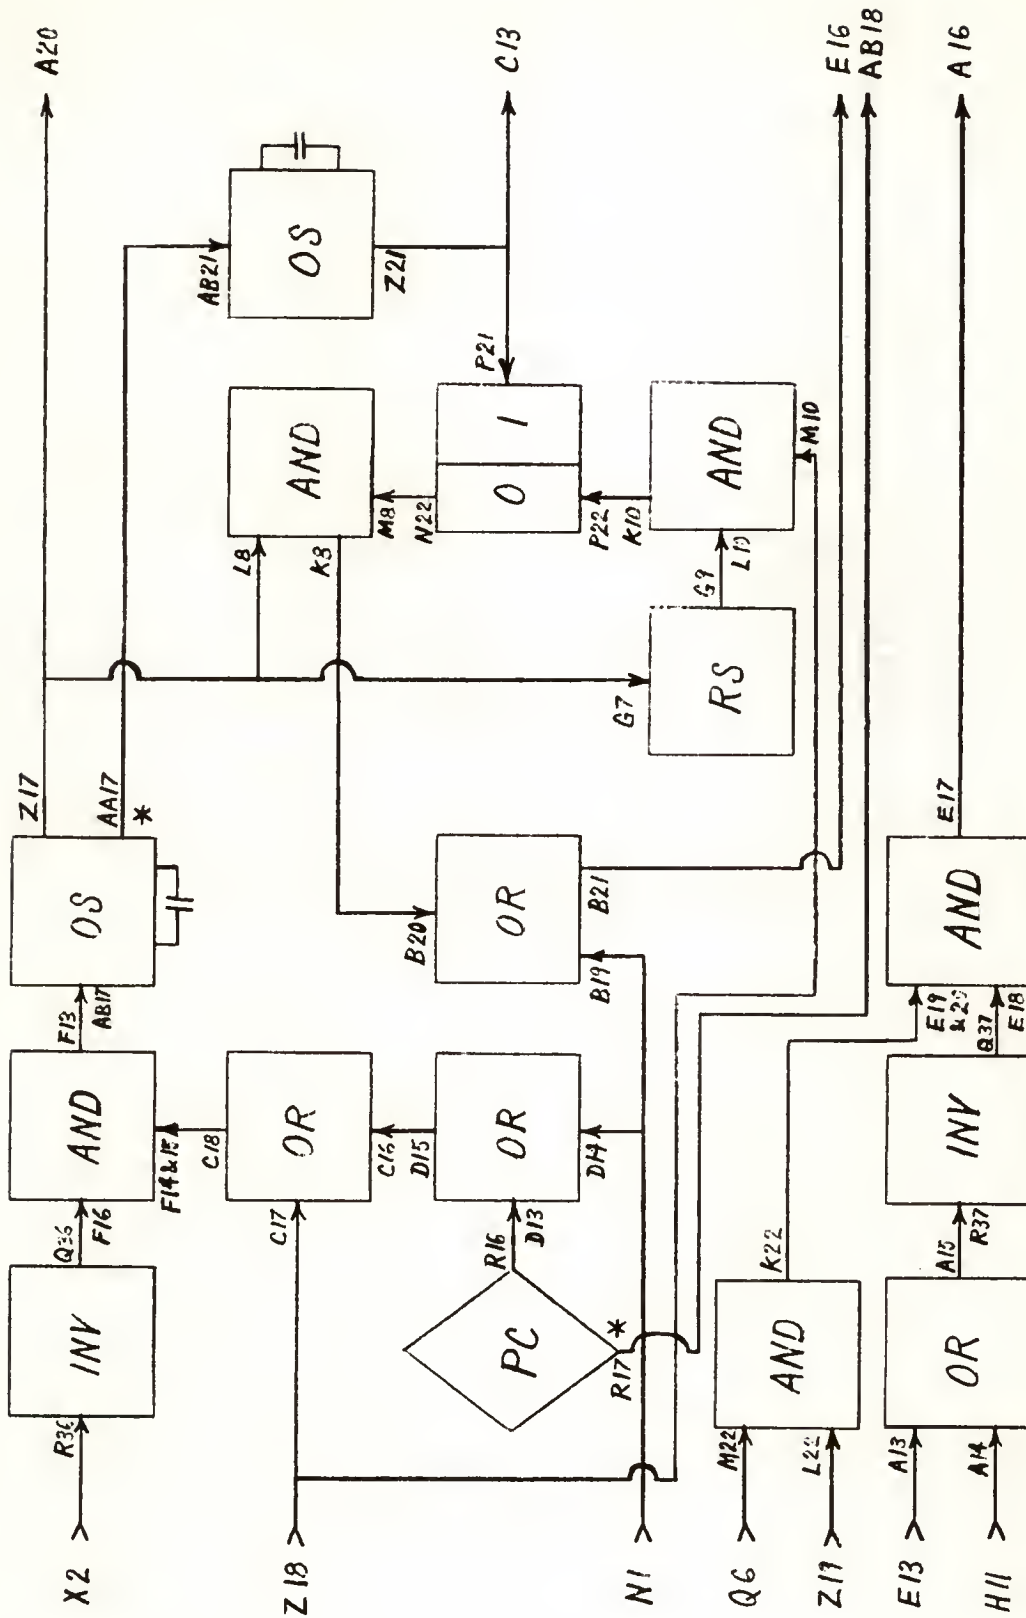 X2
R36
INV
Q36
F16
AND
F14&15
F13
AB17
OS
Z17
AA17
*
A20
Z18
C17
OR
C18
C16
D15
OR
D13
D14
R16
PC
R17
*
N1
B19
B20
OR
B21
L8
K8
AND
M8
N22
0
1
P21
P22
K10
AND
L10
M10
G9
G7
RS
AB21
OS
Z21
C13
E16
AB18
Q6
M22
L22
AND
K22
E13
A13
H11
A14
OR
A15
R37
INV
Q37
E18
E19
& 20
AND
E17
A16